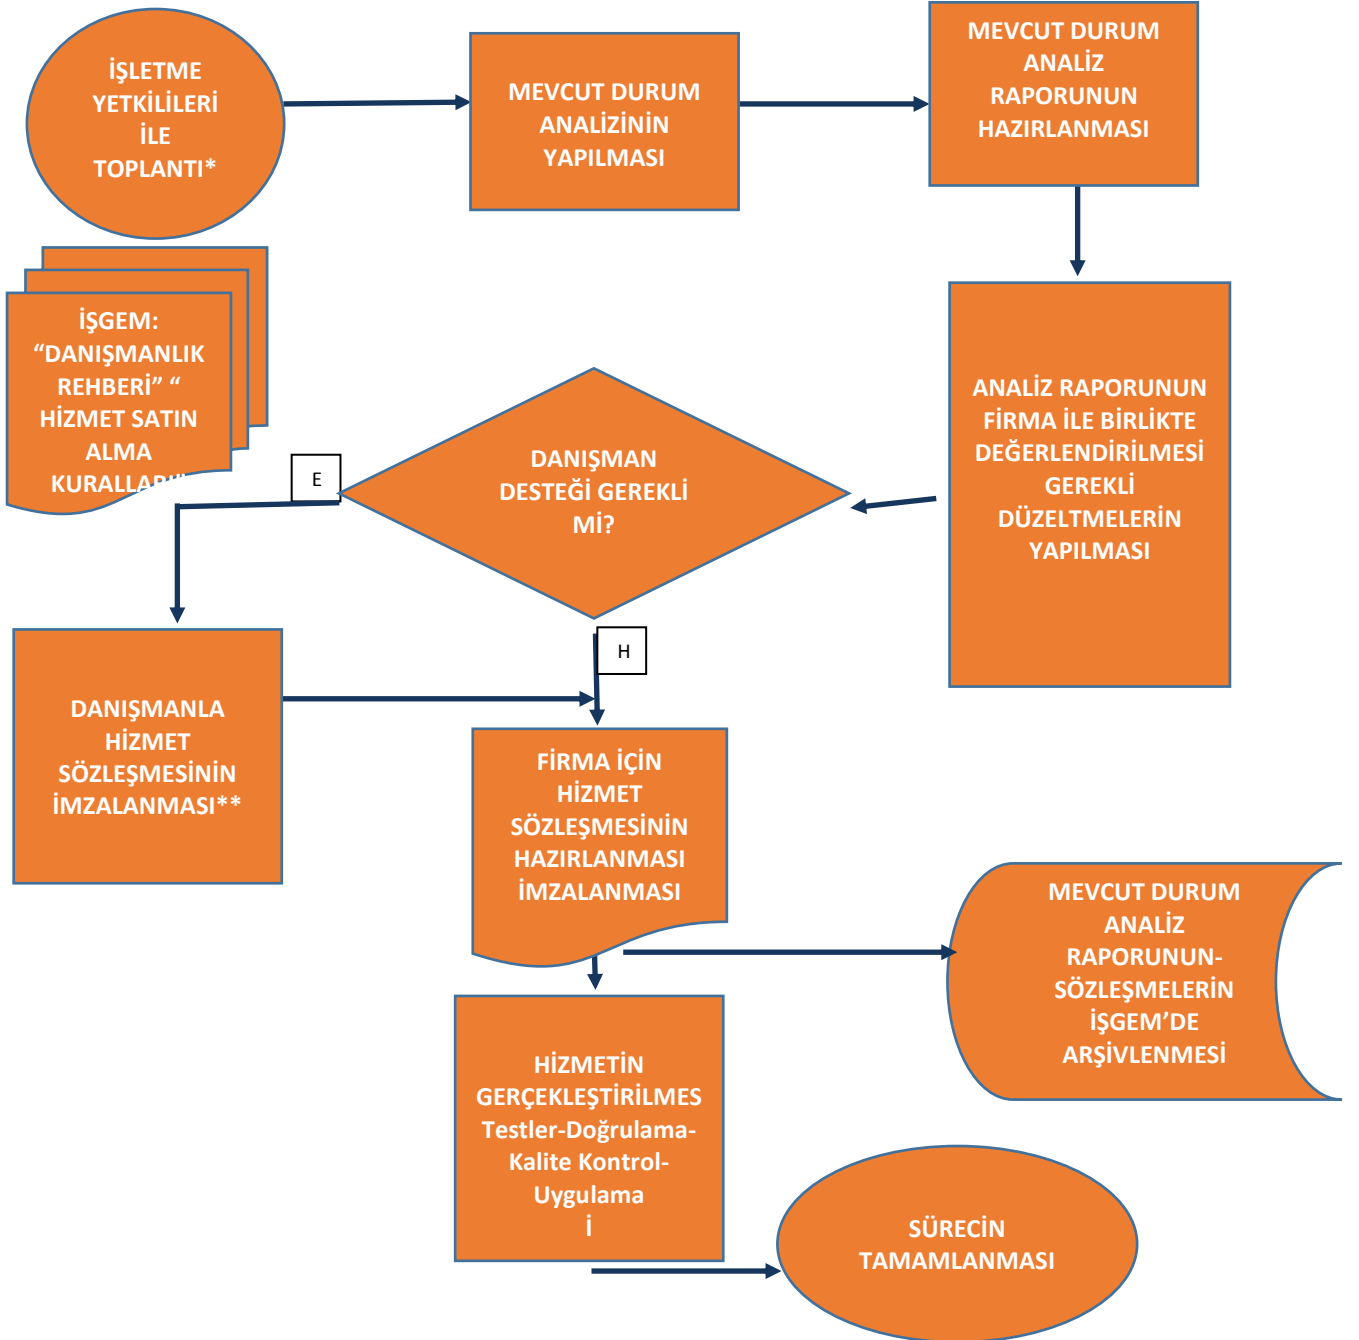 İŞLETME
YETKİLİLERİ
İLE
TOPLANTI*
MEVCUT DURUM
ANALİZİNİN
YAPILMASI
MEVCUT DURUM
ANALİZ
RAPORUNUN
HAZIRLANMASI
İŞGEM:
“DANIŞMANLIK
REHBERİ” “
HİZMET SATIN
ALMA
KURALLARI”
ANALİZ RAPORUNUN
FİRMA İLE BİRLİKTE
DEĞERLENDİRİLMESİ
GEREKLİ
DÜZELTMELERİN
YAPILMASI
DANIŞMAN
DESTEĞİ GEREKLİ
Mİ?
E
H
DANIŞMANLA
HİZMET
SÖZLEŞMESİNİN
İMZALANMASI**
FİRMA İÇİN
HİZMET
SÖZLEŞMESİNİN
HAZIRLANMASI
İMZALANMASI
MEVCUT DURUM
ANALİZ
RAPORUNUN-
SÖZLEŞMELERİN
İŞGEM’DE
ARŞİVLENMESİ
HİZMETİN
GERÇEKLEŞTİRİLMES
Testler-Doğrulama-
Kalite Kontrol-
Uygulama
İ
SÜRECİN
TAMAMLANMASI